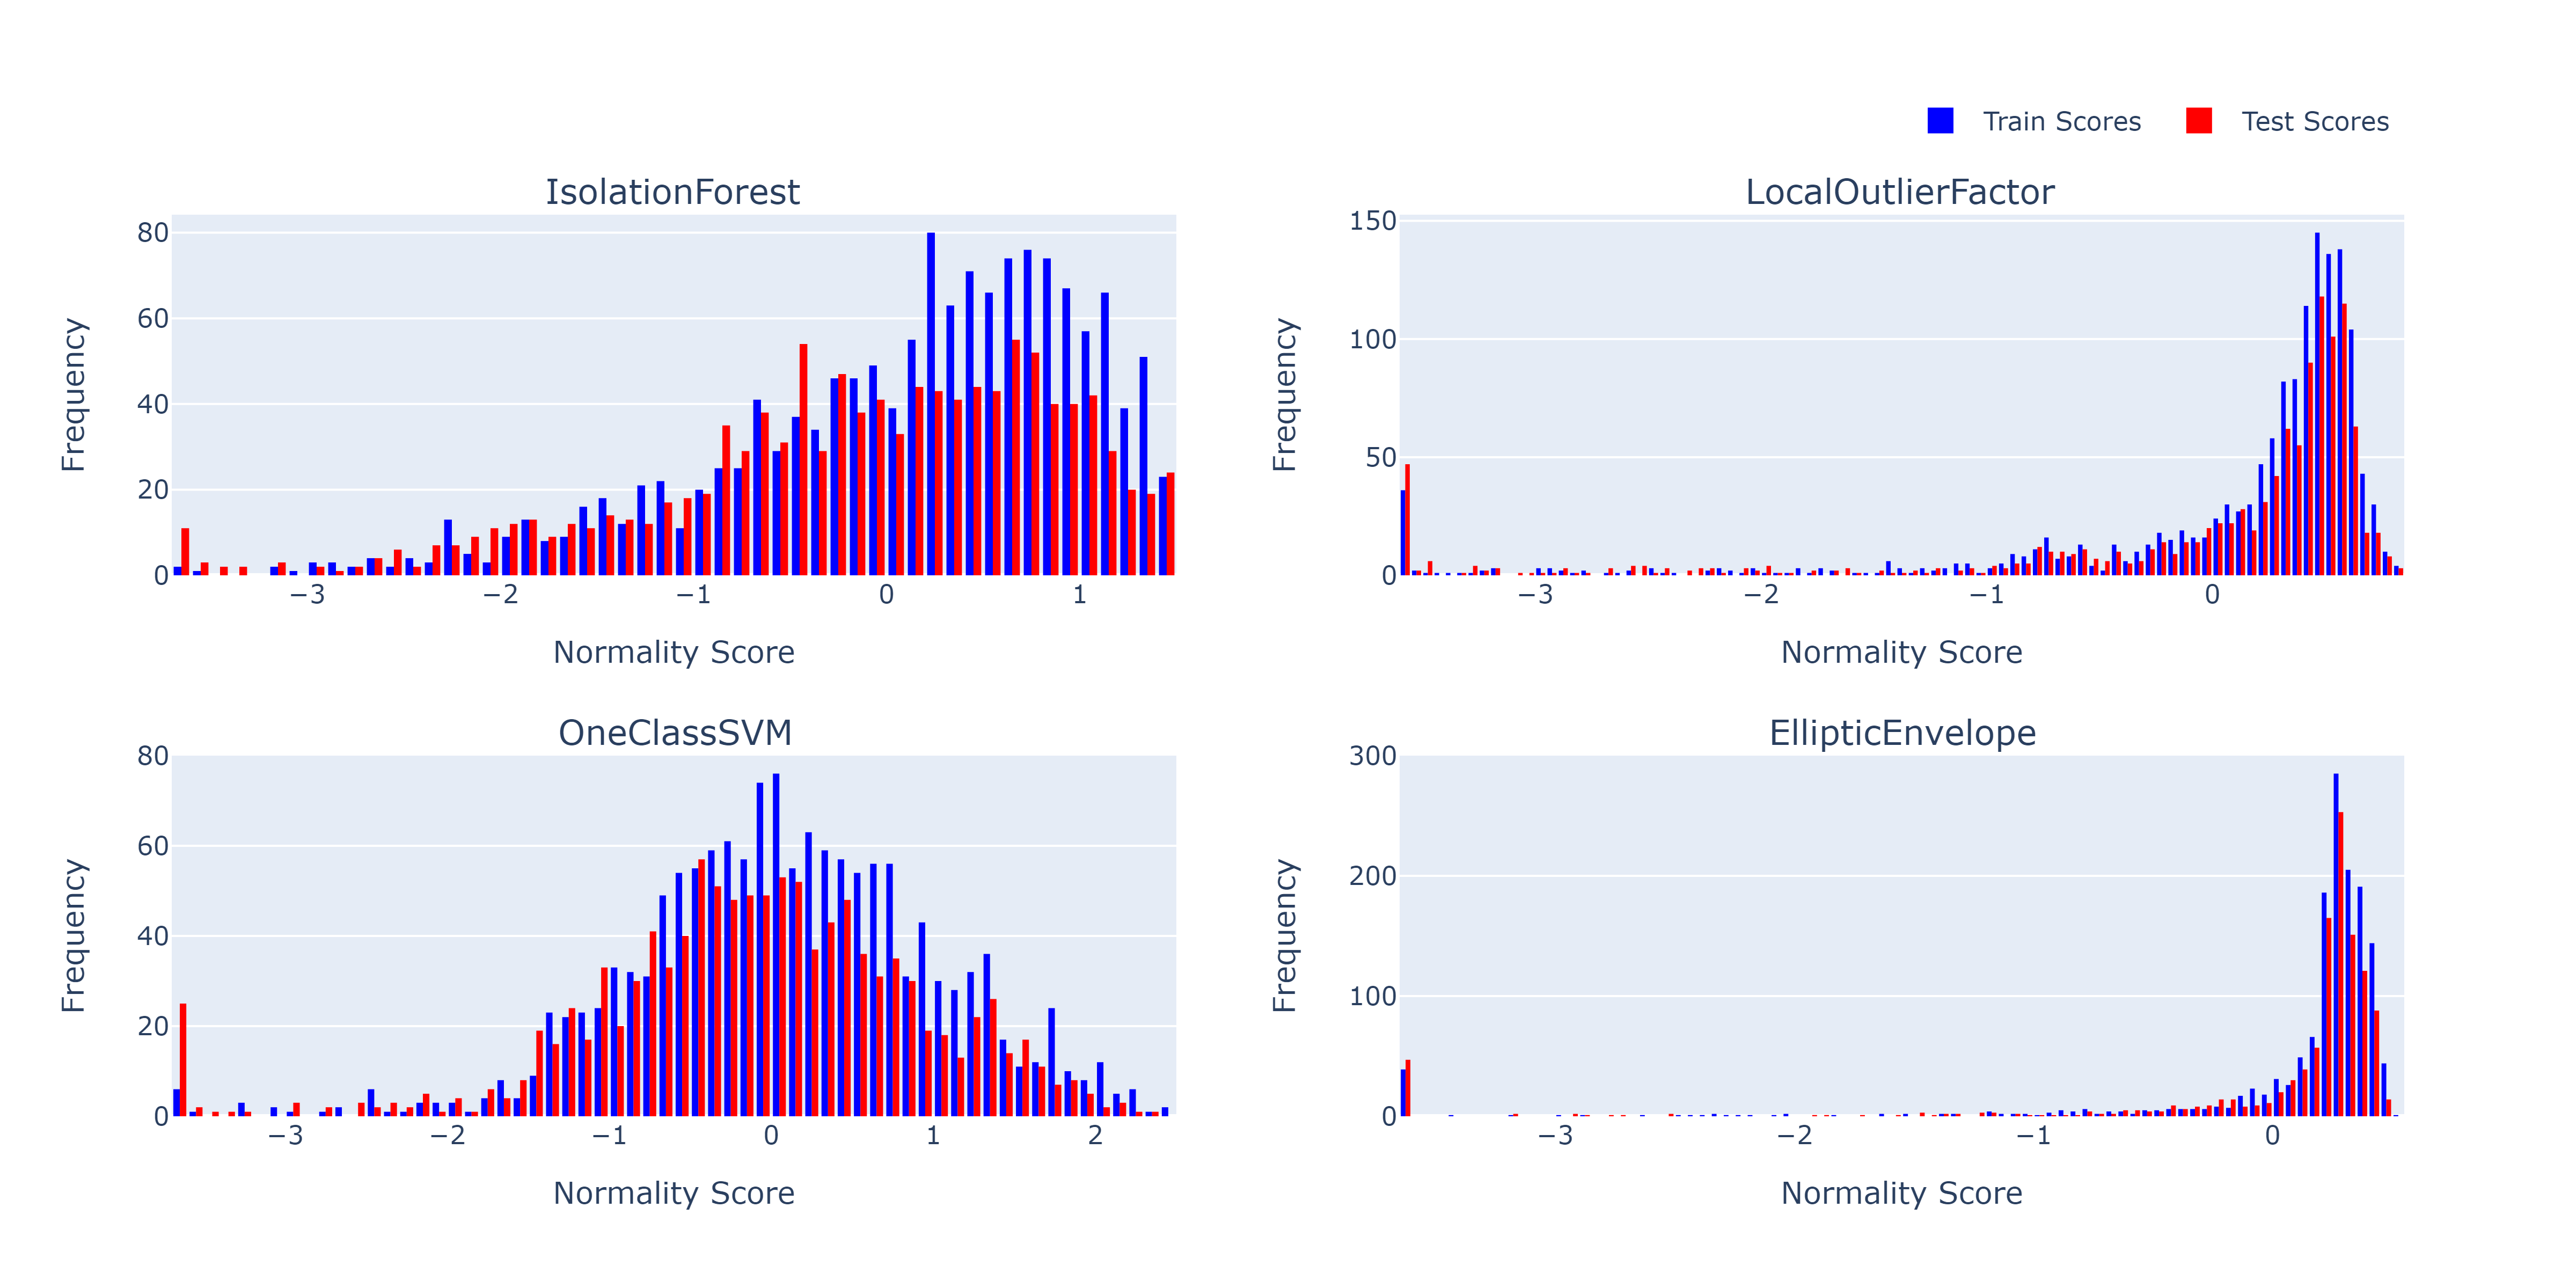 Train Scores Test Scores
IsolationForest
80
60
40
20
0
−3 −2 −1 0 1
Frequency
Normality Score
LocalOutlierFactor
150
100
50
0
−3 −2 −1 0
Frequency
Normality Score
OneClassSVM
80
60
40
20
0
−3 −2 −1 0 1 2
Frequency
Normality Score
EllipticEnvelope
300
200
100
0
−3 −2 −1 0
Frequency
Normality Score